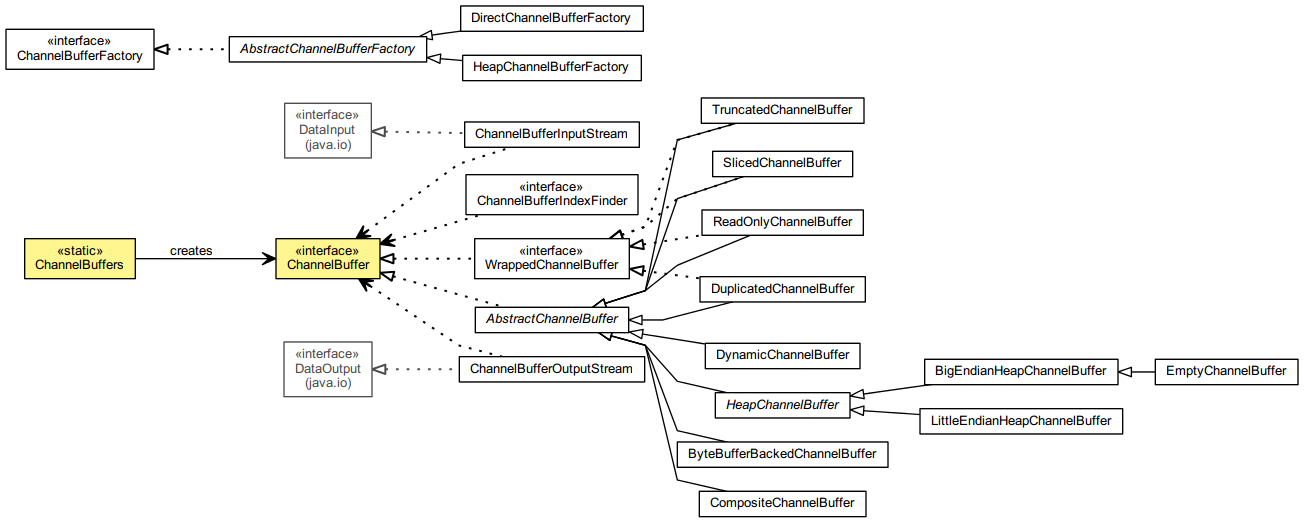 DirectChannelBufferFactory
«interface»
ChannelBufferFactory
AbstractChannelBufferFactory
HeapChannelBufferFactory
«interface»
DataInput
(java.io)
ChannelBufferInputStream
TruncatedChannelBuffer
SlicedChannelBuffer
«interface»
ChannelBufferIndexFinder
ReadOnlyChannelBuffer
«static»
ChannelBuffers
creates
«interface»
ChannelBuffer
«interface»
WrappedChannelBuffer
DuplicatedChannelBuffer
AbstractChannelBuffer
DynamicChannelBuffer
«interface»
DataOutput
(java.io)
ChannelBufferOutputStream
BigEndianHeapChannelBuffer
EmptyChannelBuffer
HeapChannelBuffer
LittleEndianHeapChannelBuffer
ByteBufferBackedChannelBuffer
CompositeChannelBuffer